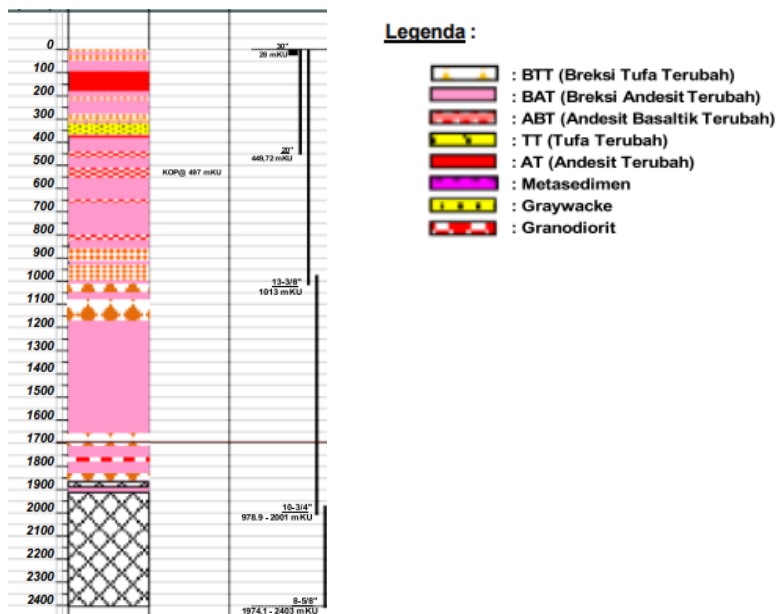 0
100
200
300
400
500
600
700
800
900
1000
1100
1200
1300
1400
1500
1600
1700
1800
1900
2000
2100
2200
2300
2400
KOP@ 497 mKU
30"
28 mKU
20"
449,72 mKU
13-3/8"
1013 mKU
10-3/4"
978.9 - 2001 mKU
8-5/8"
1974.1 - 2403 mKU
Legenda :
: BTT (Breksi Tufa Terubah)
: BAT (Breksi Andesit Terubah)
: ABT (Andesit Basaltik Terubah)
: TT (Tufa Terubah)
: AT (Andesit Terubah)
: Metasedimen
: Graywacke
: Granodiorit